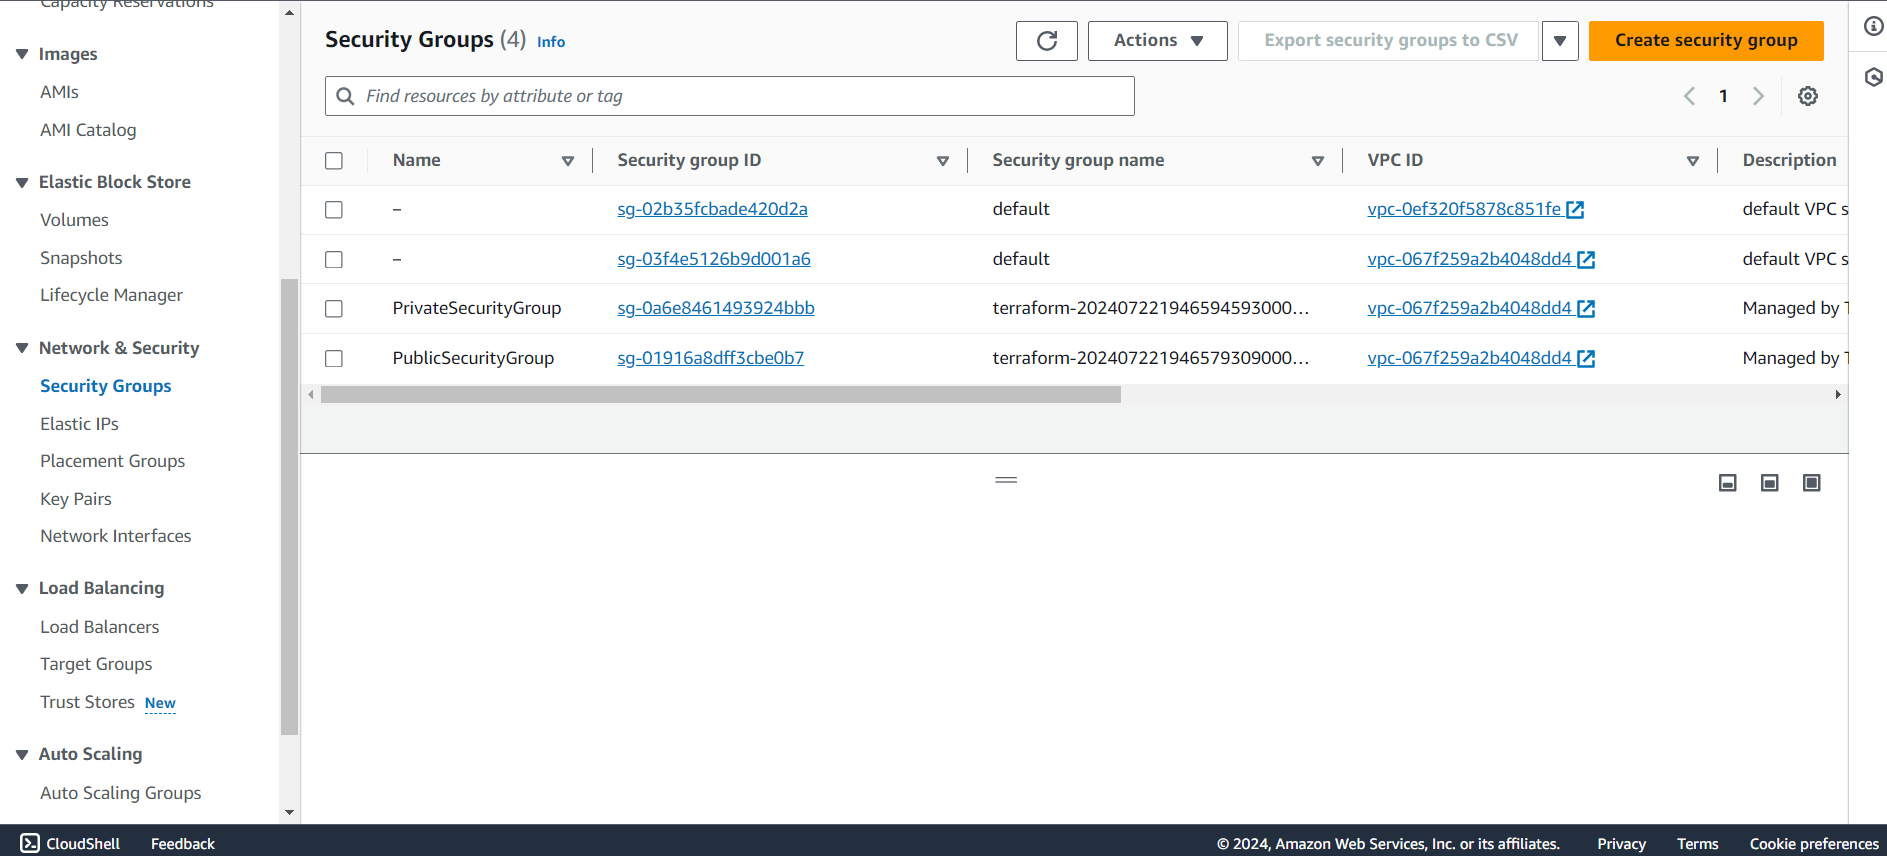 Capacity Reservations
Images
AMIs
AMI Catalog
Elastic Block Store
Volumes
Snapshots
Lifecycle Manager
Network & Security
Security Groups
Elastic IPs
Placement Groups
Key Pairs
Network Interfaces
Load Balancing
Load Balancers
Target Groups
Trust Stores New
Auto Scaling
Auto Scaling Groups
Security Groups (4) Info
Actions
Export security groups to CSV
Create security group
Find resources by attribute or tag
1
Name Security group ID Security group name VPC ID Description
– sg-02b35fcbade420d2a default vpc-0ef320f5878c851fe default VPC s
– sg-03f4e5126b9d001a6 default vpc-067f259a2b4048dd4 default VPC s
PrivateSecurityGroup sg-0a6e8461493924bbb terraform-202407221946594593000... vpc-067f259a2b4048dd4 Managed by T
PublicSecurityGroup sg-01916a8dff3cbe0b7 terraform-202407221946579309000... vpc-067f259a2b4048dd4 Managed by T
CloudShell Feedback © 2024, Amazon Web Services, Inc. or its affiliates. Privacy Terms Cookie preferences